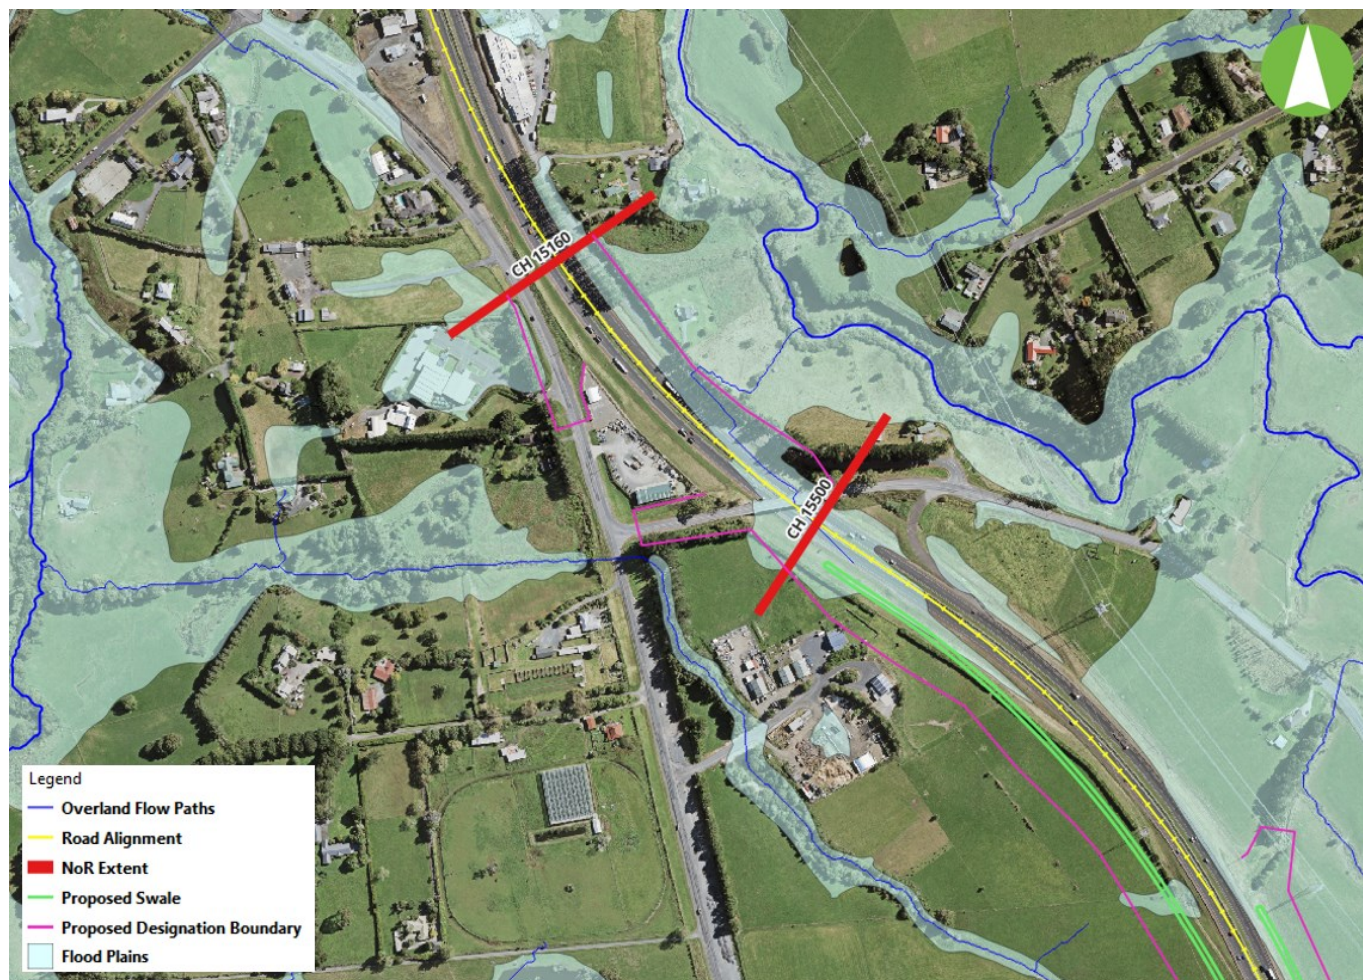 CH 15160
CH 15500
Legend
Overland Flow Paths
Road Alignment
NoR Extent
Proposed Swale
Proposed Designation Boundary
Flood Plains